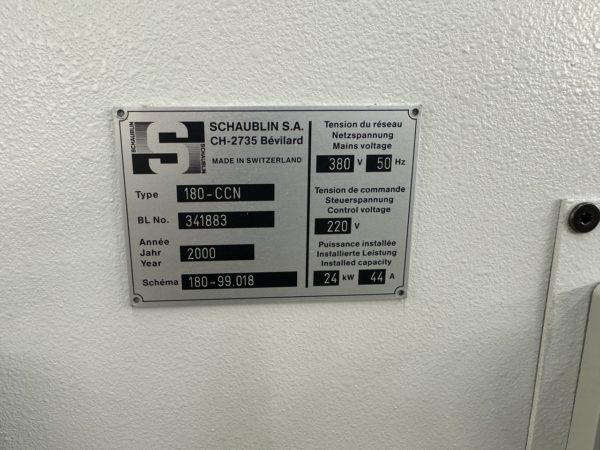 SCHAUBLIN
S
SCHAUBLIN
SCHAUBLIN S.A.
CH-2735 Bévilard
MADE IN SWITZERLAND
Type 180-CCN
BL No. 341883
Année
Jahr
Year 2000
Schéma 180-99.018
Tension du réseau
Netzspannung
Mains voltage
380 V 50 Hz
Tension de commande
Steuerspannung
Control voltage
220 V
Puissance installée
Installierte Leistung
Installed capacity
24 kW 44 A